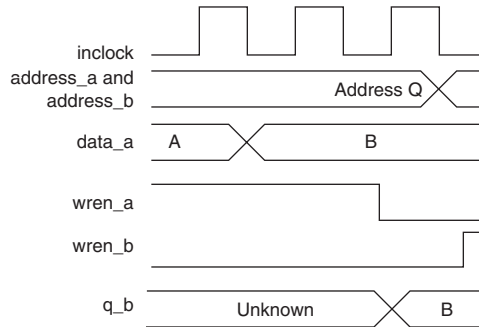 inclock
address_a and
address_b
Address Q
data_a
A
B
wren_a
wren_b
q_b
Unknown
B